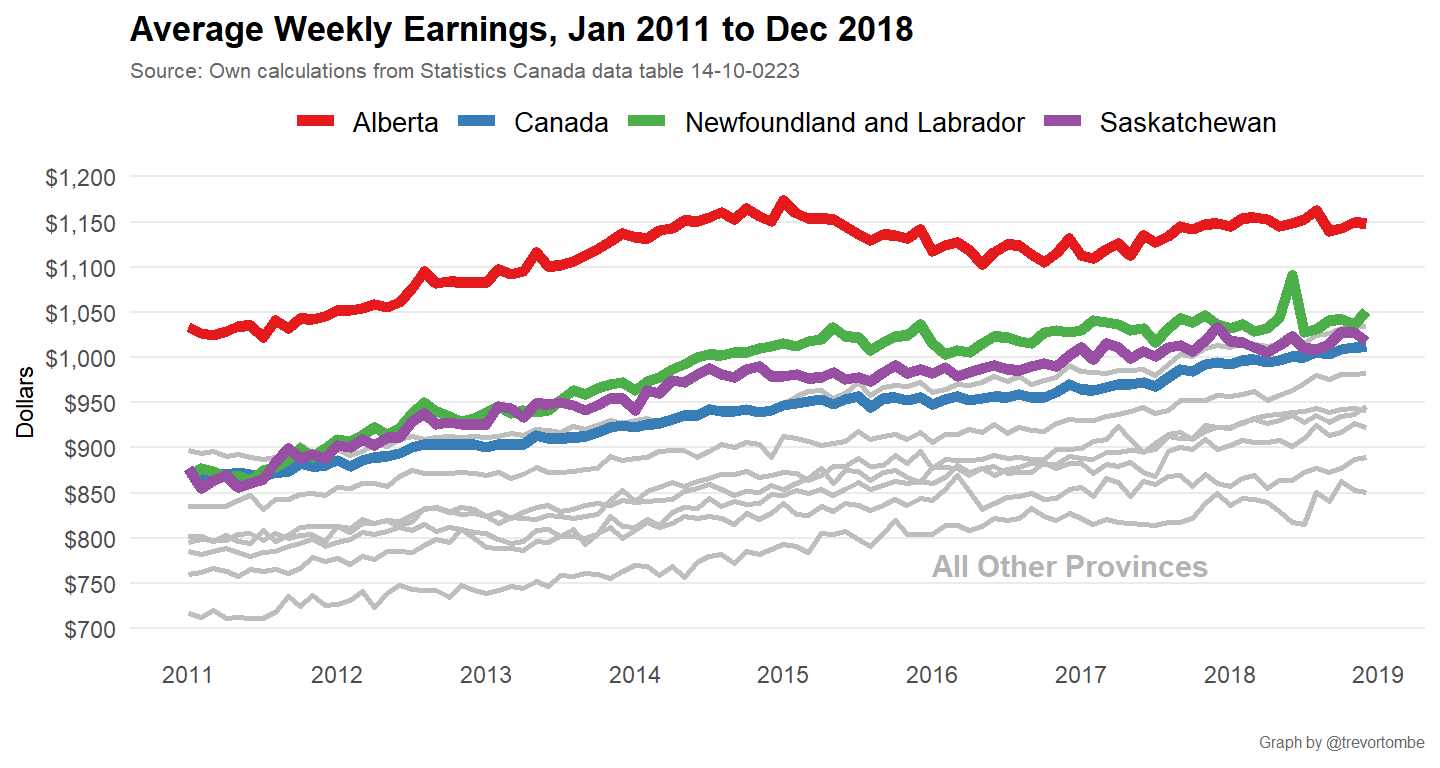 Average Weekly Earnings, Jan 2011 to Dec 2018
Source: Own calculations from Statistics Canada data table 14-10-0223
Alberta Canada Newfoundland and Labrador Saskatchewan
$1,200
$1,150
$1,100
$1,050
$1,000
$950
$900
$850
$800
$750
$700
Dollars
All Other Provinces
2011 2012 2013 2014 2015 2016 2017 2018 2019
Graph by @trevortombe